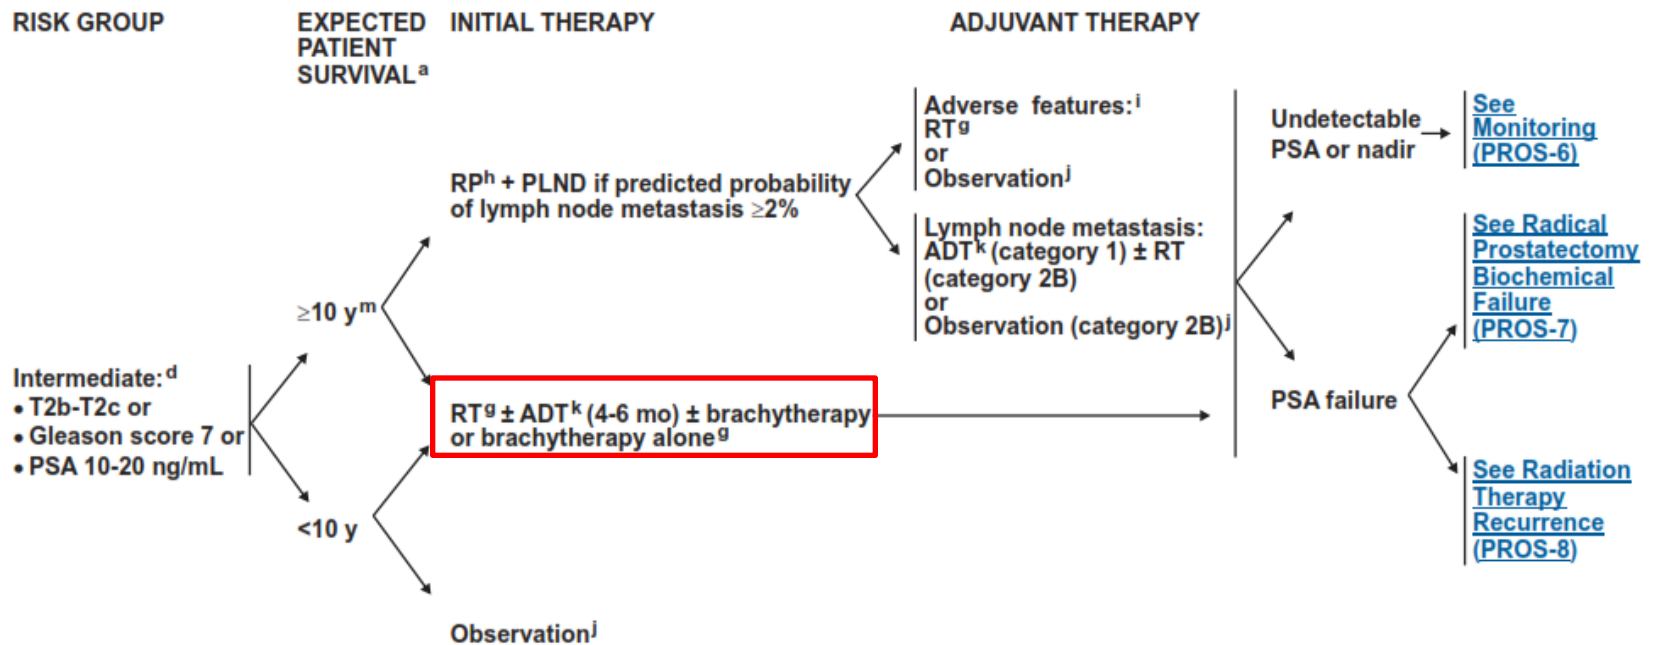 RISK GROUP
EXPECTED
PATIENT
SURVIVALᵃ
INITIAL THERAPY
ADJUVANT THERAPY
Intermediate:ᵈ
• T2b-T2c or
• Gleason score 7 or
• PSA 10-20 ng/mL
≥10 yᵐ
<10 y
RPʰ + PLND if predicted probability
of lymph node metastasis ≥2%
RTᵍ ± ADTᵏ (4-6 mo) ± brachytherapy
or brachytherapy aloneᵍ
Observationʲ
Adverse features:ⁱ
RTᵍ
or
Observationʲ
Lymph node metastasis:
ADTᵏ (category 1) ± RT
(category 2B)
or
Observation (category 2B)ʲ
Undetectable
PSA or nadir
PSA failure
See
Monitoring
(PROS-6)
See Radical
Prostatectomy
Biochemical
Failure
(PROS-7)
See Radiation
Therapy
Recurrence
(PROS-8)